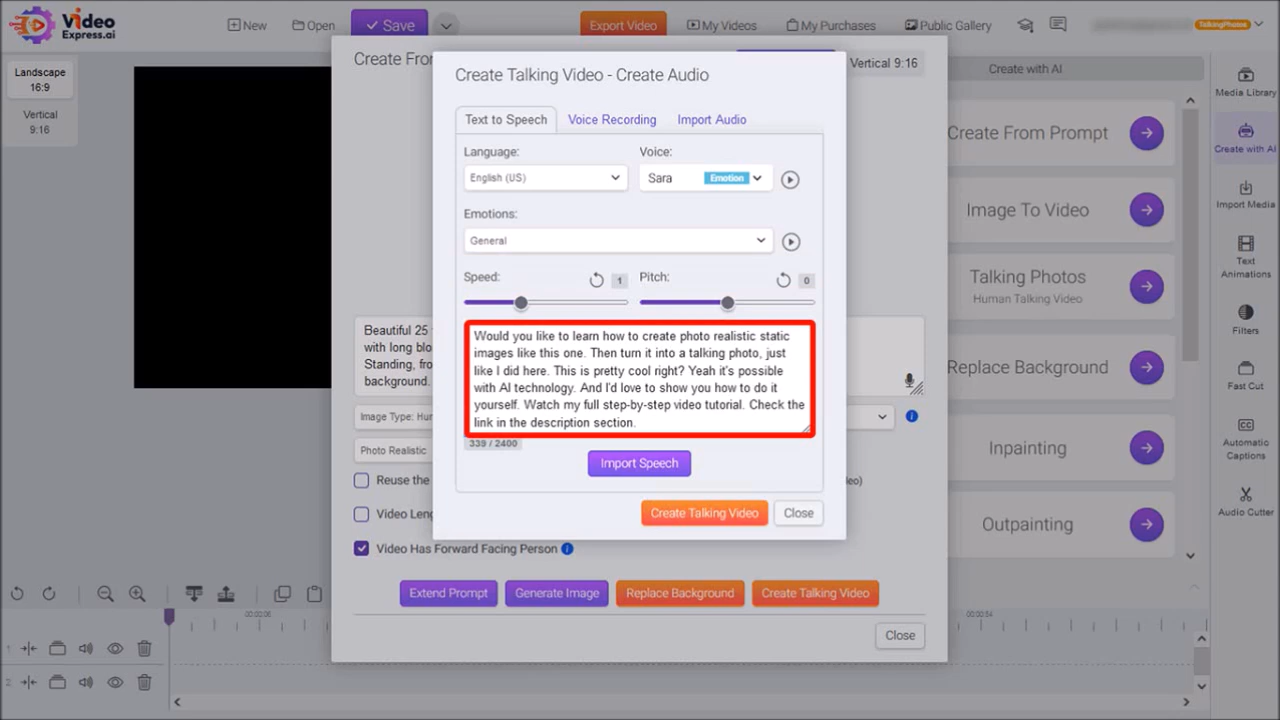 Video
Express.ai
New
Open
Save
Export Video
My Videos
My Purchases
Public Gallery
TalkingPhotos
Landscape
16:9
Vertical
9:16
Create Fro
Vertical 9:16
Beautiful 25
with long blo
Standing, fro
background.
Image Type: Hum
Photo Realistic
Reuse the
Video Leng
Video Has Forward Facing Person
Extend Prompt
Generate Image
Replace Background
Create Talking Video
Close
Create Talking Video - Create Audio
Text to Speech
Voice Recording
Import Audio
Language:
Voice:
English (US)
Sara
Emotion
Emotions:
General
Speed:
1
Pitch:
0
Would you like to learn how to create photo realistic static
images like this one. Then turn it into a talking photo, just
like I did here. This is pretty cool right? Yeah it's possible
with AI technology. And I'd love to show you how to do it
yourself. Watch my full step-by-step video tutorial. Check the
link in the description section.
339 / 2400
Import Speech
Create Talking Video
Close
Create with AI
Create From Prompt
Image To Video
Talking Photos
Human Talking Video
Replace Background
Inpainting
Outpainting
Media Library
Create with AI
Import Media
Text
Animations
Filters
Fast Cut
Automatic
Captions
Audio Cutter
00:00:54
1
2